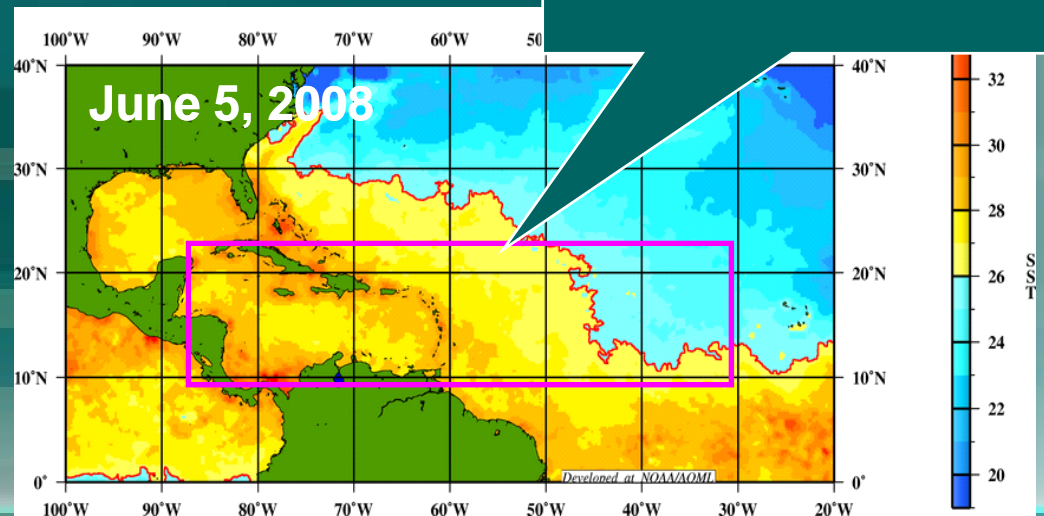 100°W 90°W 80°W 70°W 60°W 50
40°N 40°N
June 5, 2008
30°N 30°N
20°N 20°N
10°N 10°N
0° 0°
Developed at NOAA/AOML
100°W 90°W 80°W 70°W 60°W 50°W 40°W 30°W 20°W
32
30
28
26
24
22
20
S
S
T